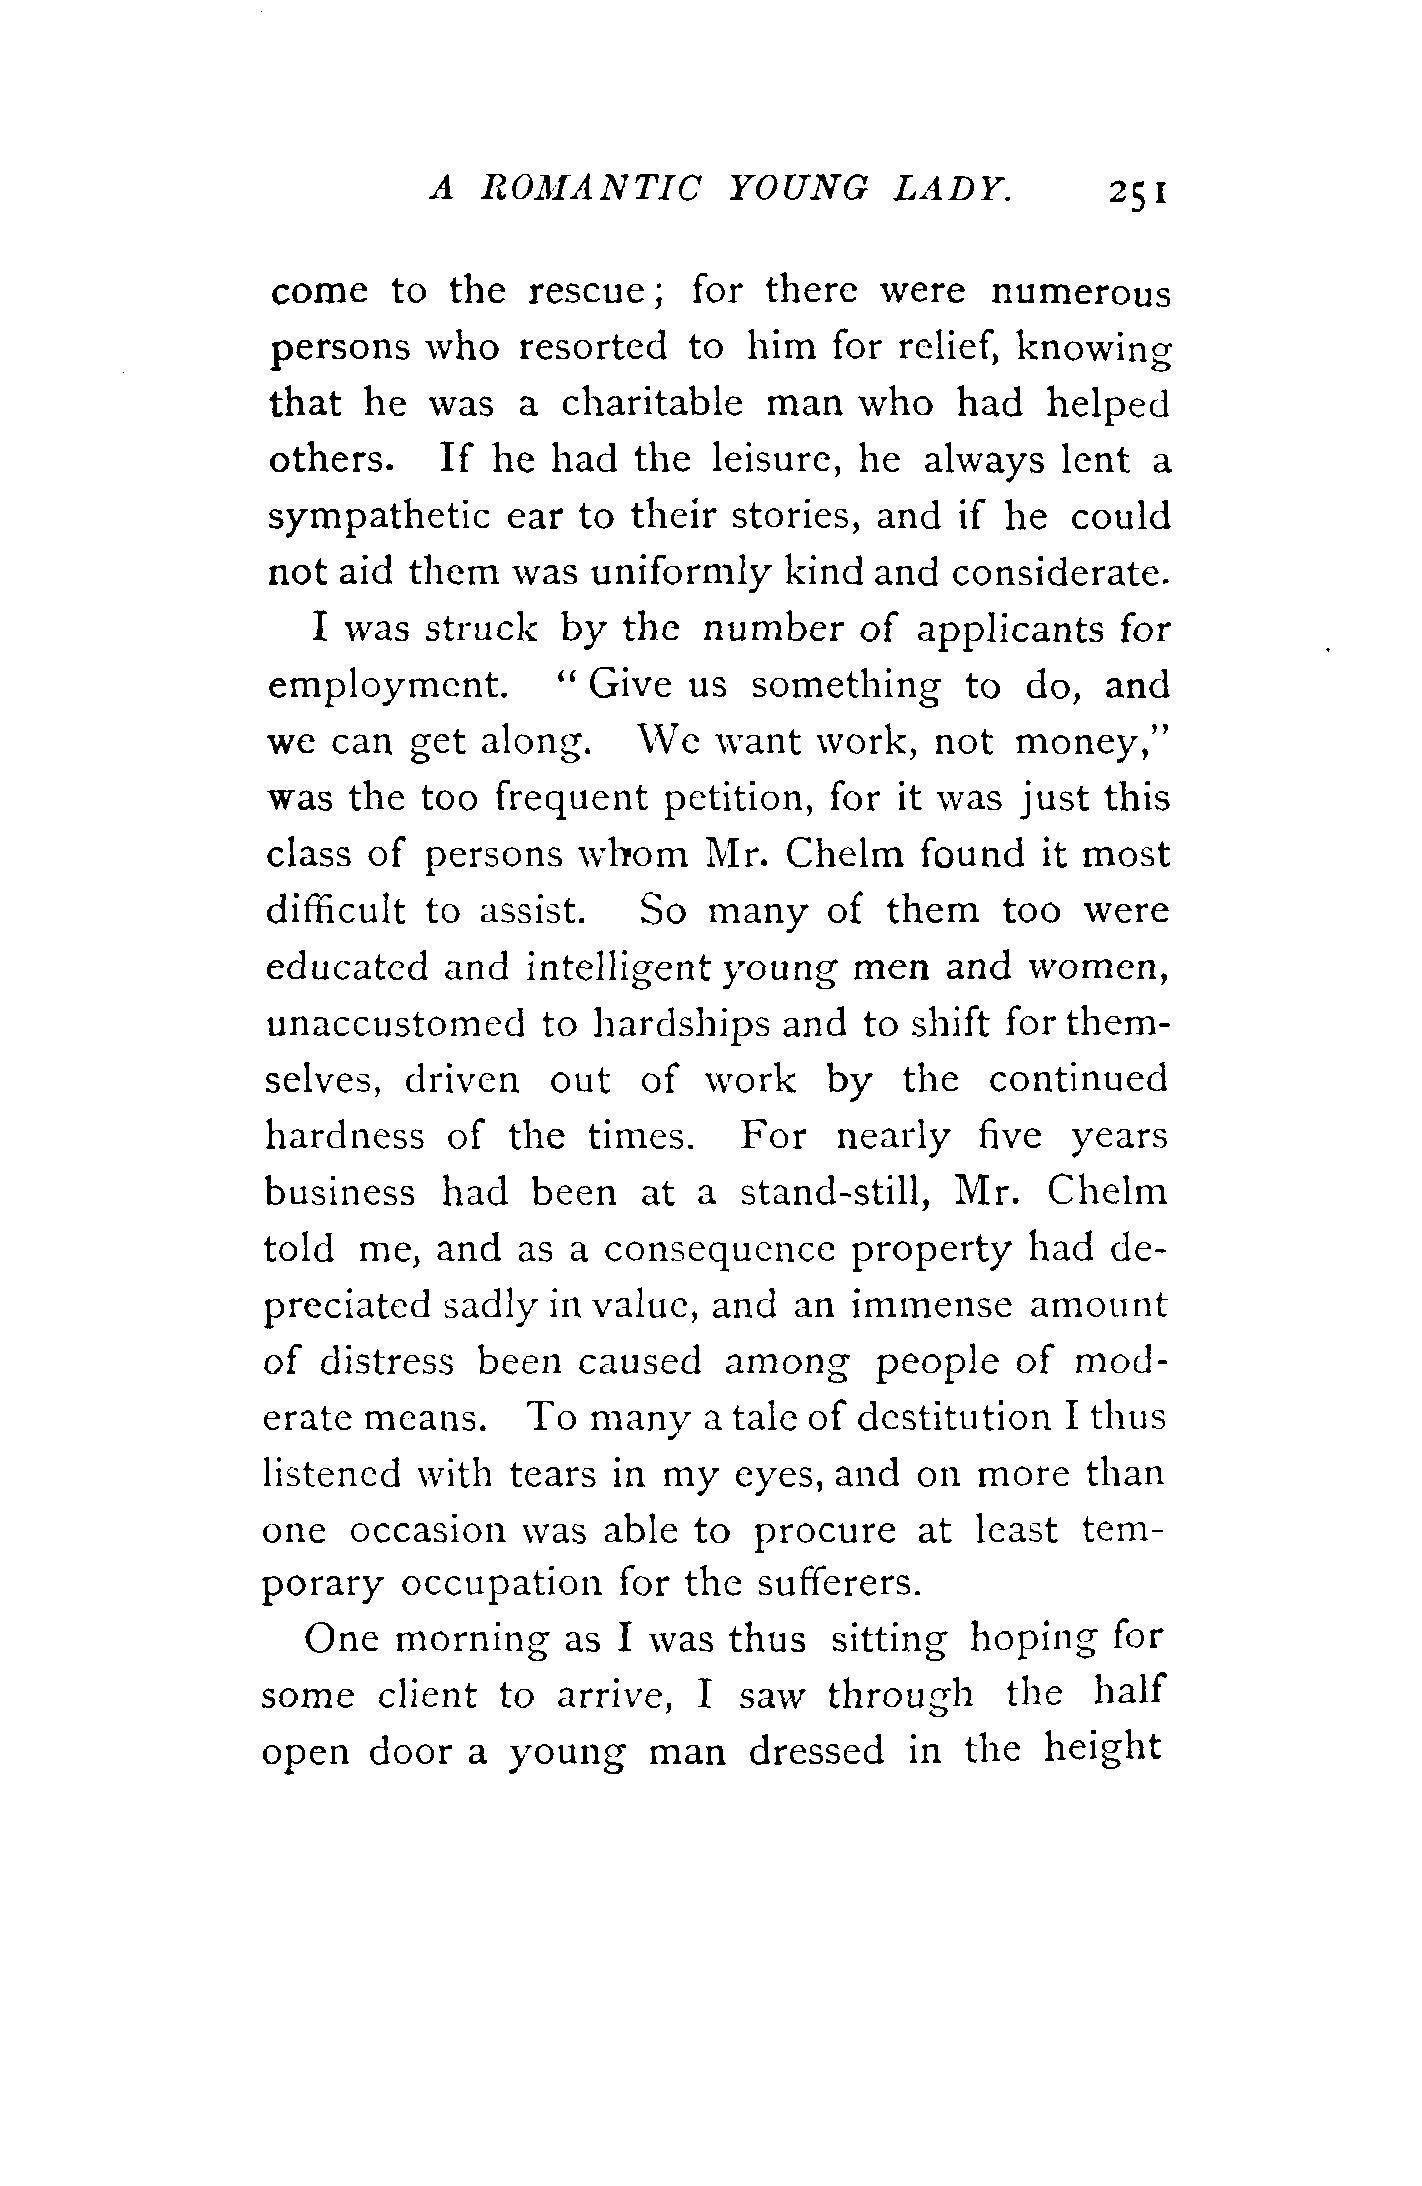 A ROMANTIC YOUNG LADY. 251
come to the rescue; for there were numerous
persons who resorted to him for relief, knowing
that he was a charitable man who had helped
others. If he had the leisure, he always lent a
sympathetic ear to their stories, and if he could
not aid them was uniformly kind and considerate.
I was struck by the number of applicants for
employment. "Give us something to do, and
we can get along. We want work, not money,"
was the too frequent petition, for it was just this
class of persons whom Mr. Chelm found it most
difficult to assist. So many of them too were
educated and intelligent young men and women,
unaccustomed to hardships and to shift for them-
selves, driven out of work by the continued
hardness of the times. For nearly five years
business had been at a stand-still, Mr. Chelm
told me, and as a consequence property had de-
preciated sadly in value, and an immense amount
of distress been caused among people of mod-
erate means. To many a tale of destitution I thus
listened with tears in my eyes, and on more than
one occasion was able to procure at least tem-
porary occupation for the sufferers.
One morning as I was thus sitting hoping for
some client to arrive, I saw through the half
open door a young man dressed in the height